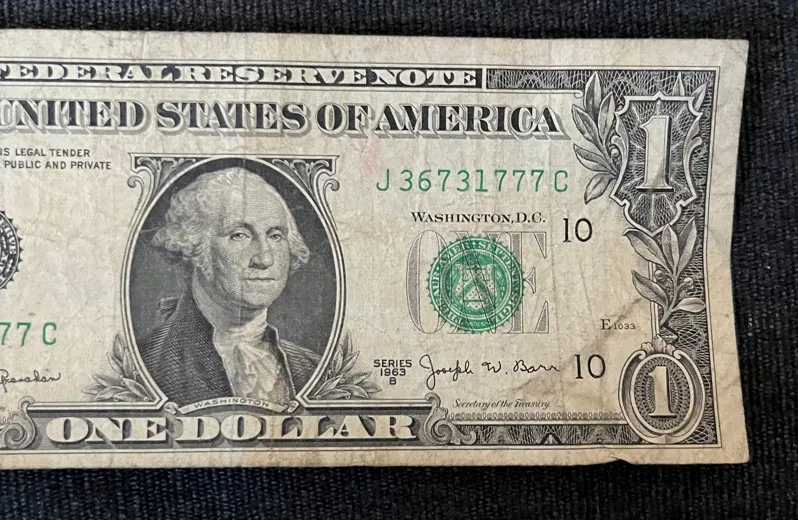 FEDERAL RESERVE NOTE
UNITED STATES OF AMERICA
1
IS LEGAL TENDER
PUBLIC AND PRIVATE
J 36731777 C
WASHINGTON, D.C.
10
ONE
77 C
E 1033
SERIES
1963
B
Joseph W. Barr
10
Secretary of the Treasury.
WASHINGTON
1
ONE DOLLAR